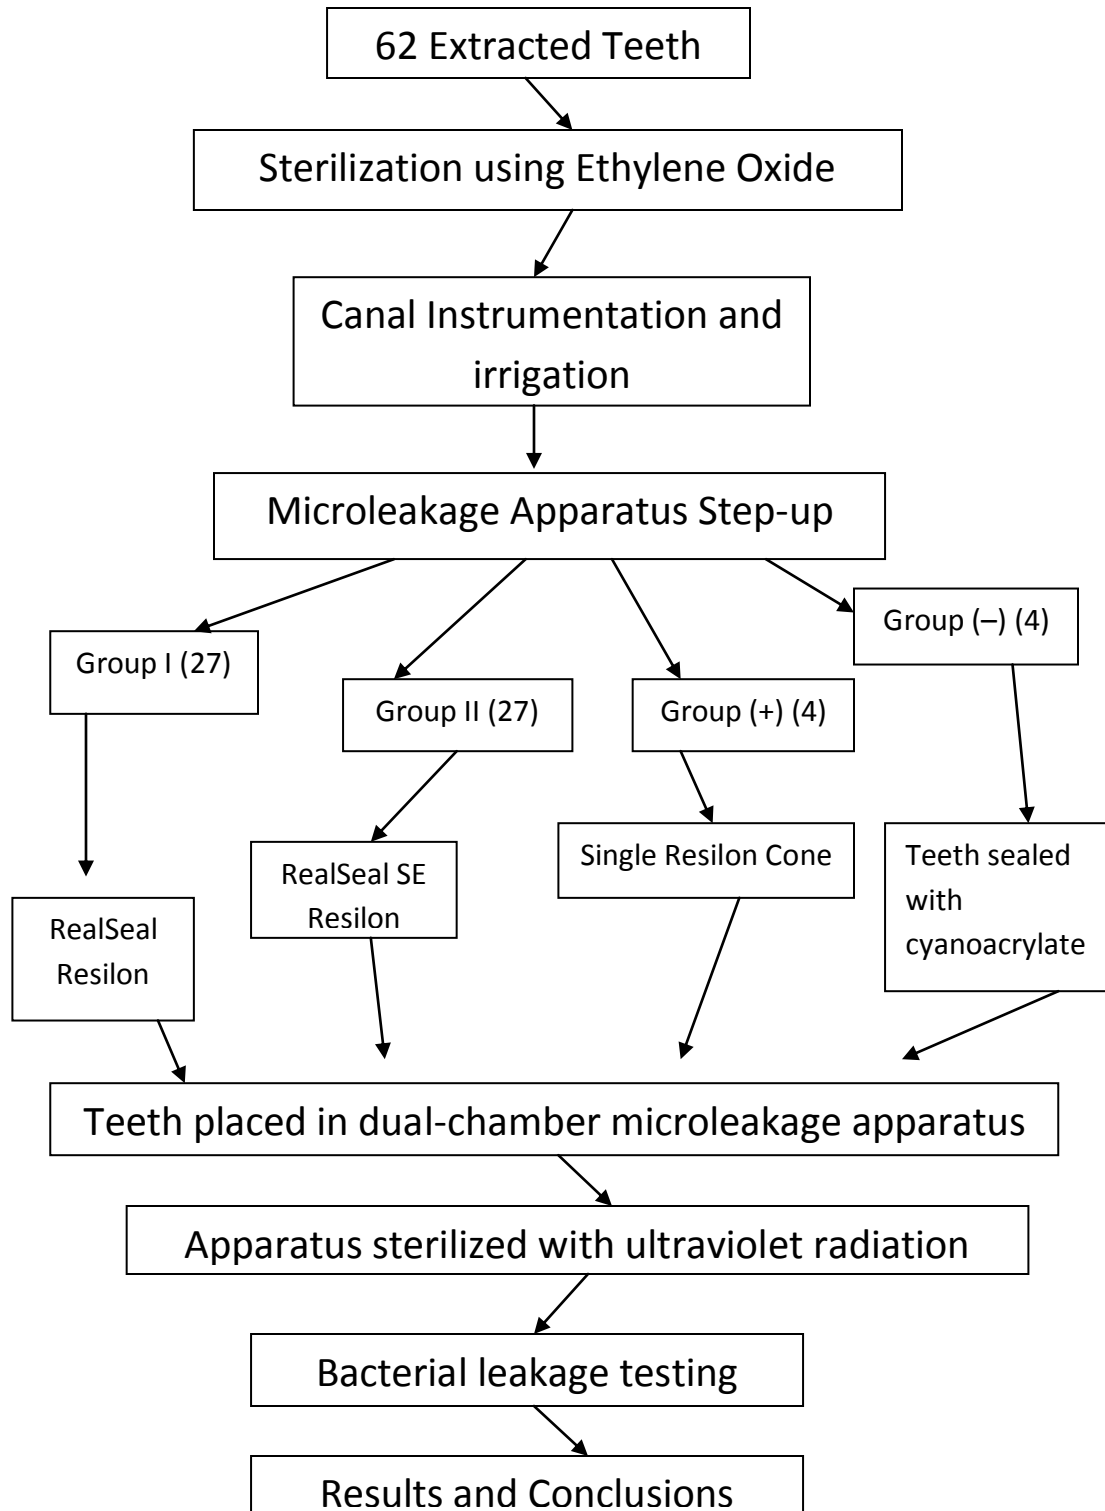 62 Extracted Teeth
Sterilization using Ethylene Oxide
Canal Instrumentation and
irrigation
Microleakage Apparatus Step-up
Group (–) (4)
Group I (27)
Group II (27)
Group (+) (4)
Single Resilon Cone
Teeth sealed
with
cyanoacrylate
RealSeal SE
Resilon
RealSeal
Resilon
Teeth placed in dual-chamber microleakage apparatus
Apparatus sterilized with ultraviolet radiation
Bacterial leakage testing
Results and Conclusions